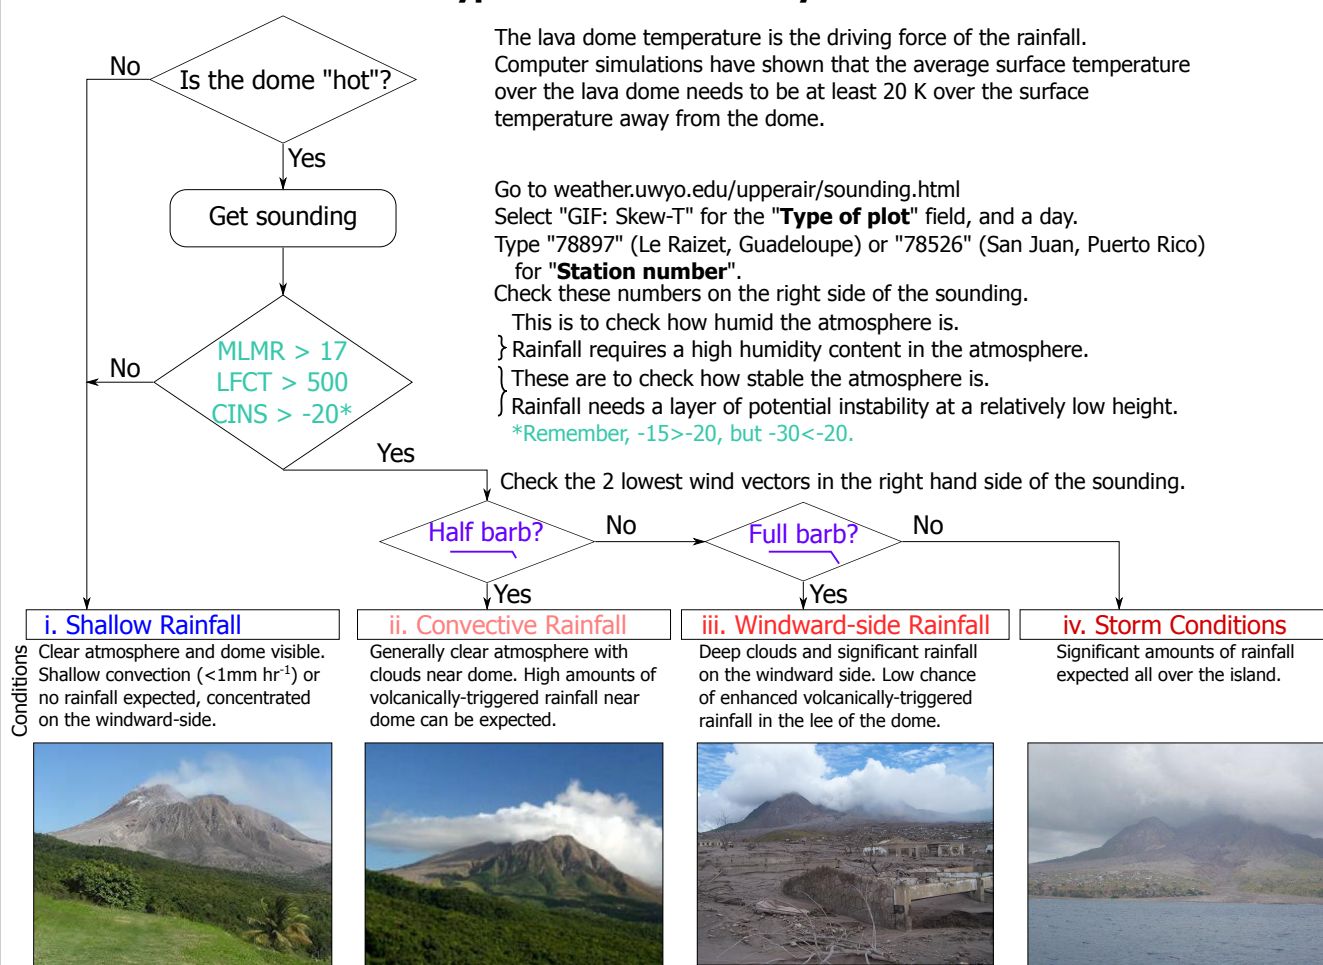 No
Is the dome "hot"?
Yes
The lava dome temperature is the driving force of the rainfall.
Computer simulations have shown that the average surface temperature
over the lava dome needs to be at least 20 K over the surface
temperature away from the dome.
Get sounding
Go to weather.uwyo.edu/upperair/sounding.html
Select "GIF: Skew-T" for the "Type of plot" field, and a day.
Type "78897" (Le Raizet, Guadeloupe) or "78526" (San Juan, Puerto Rico)
for "Station number".
No
MLMR > 17
LFCT > 500
CINS > -20*
Yes
Check these numbers on the right side of the sounding.
This is to check how humid the atmosphere is.
Rainfall requires a high humidity content in the atmosphere.
These are to check how stable the atmosphere is.
Rainfall needs a layer of potential instability at a relatively low height.
*Remember, -15>-20, but -30<-20.
Check the 2 lowest wind vectors in the right hand side of the sounding.
Half barb?
No
Full barb?
No
Yes
Yes
Conditions
i. Shallow Rainfall
Clear atmosphere and dome visible.
Shallow convection (<1mm hr-1) or
no rainfall expected, concentrated
on the windward-side.
ii. Convective Rainfall
Generally clear atmosphere with
clouds near dome. High amounts of
volcanically-triggered rainfall near
dome can be expected.
iii. Windward-side Rainfall
Deep clouds and significant rainfall
on the windward side. Low chance
of enhanced volcanically-triggered
rainfall in the lee of the dome.
iv. Storm Conditions
Significant amounts of rainfall
expected all over the island.